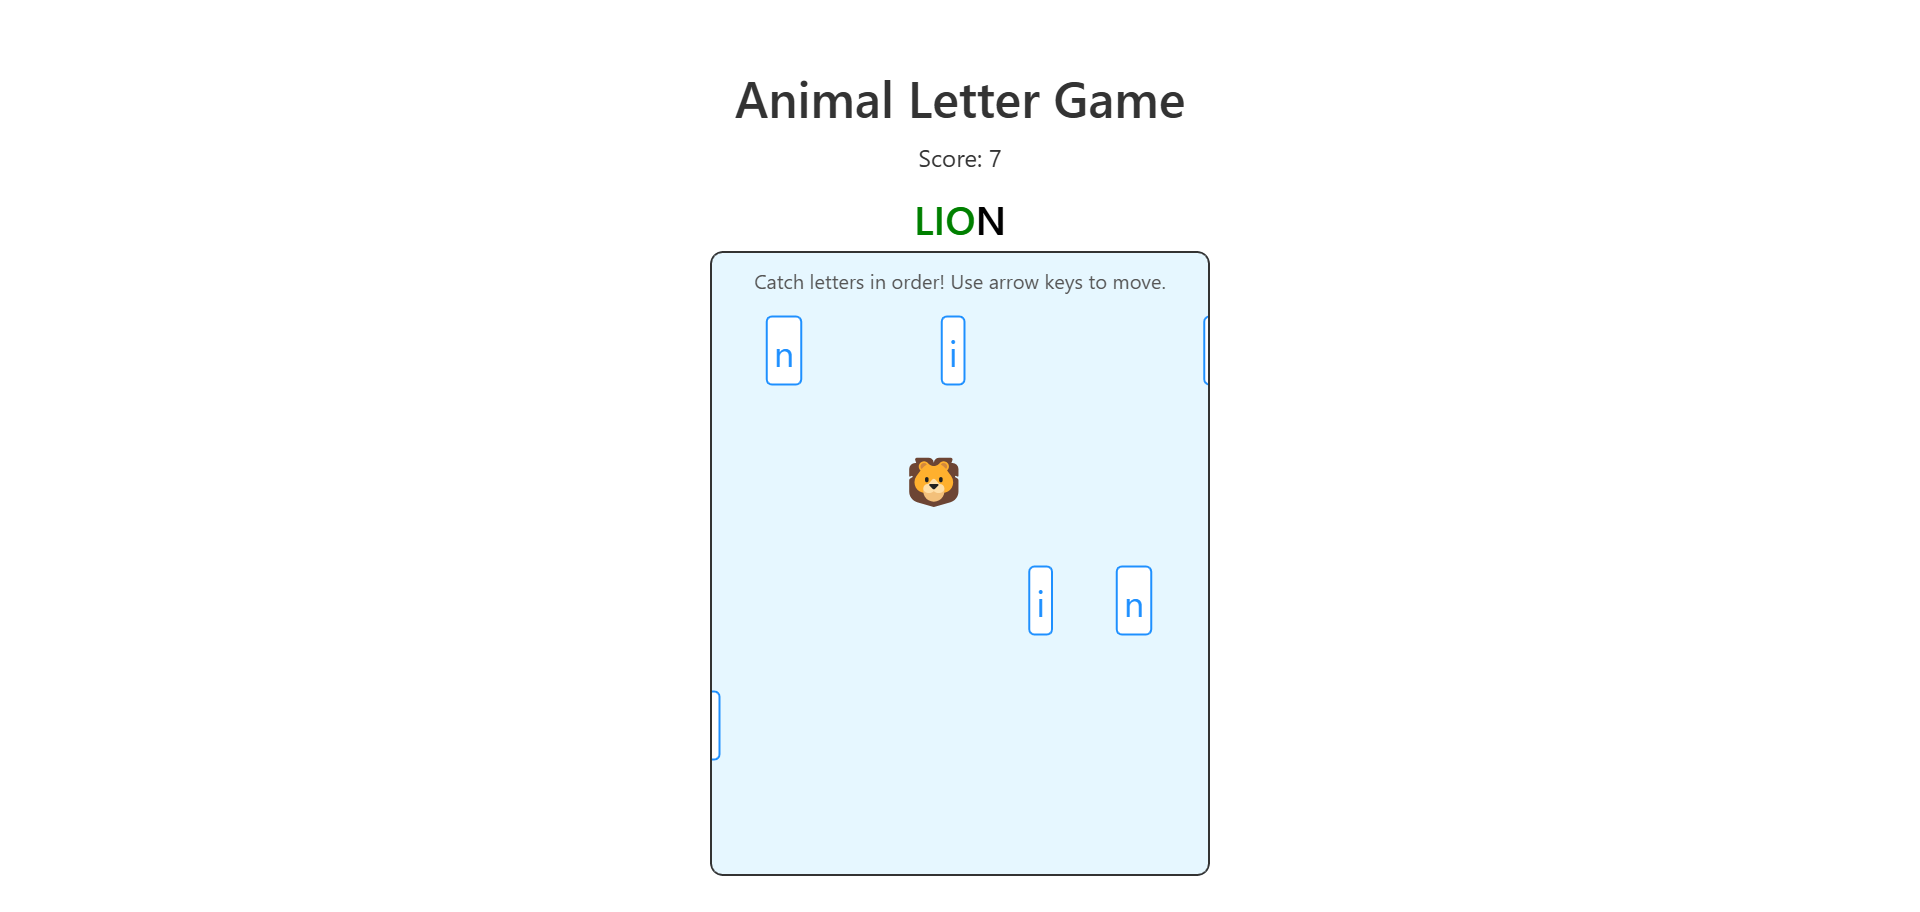 Animal Letter Game
Score: 7
LION
Catch letters in order! Use arrow keys to move.
n i
i n